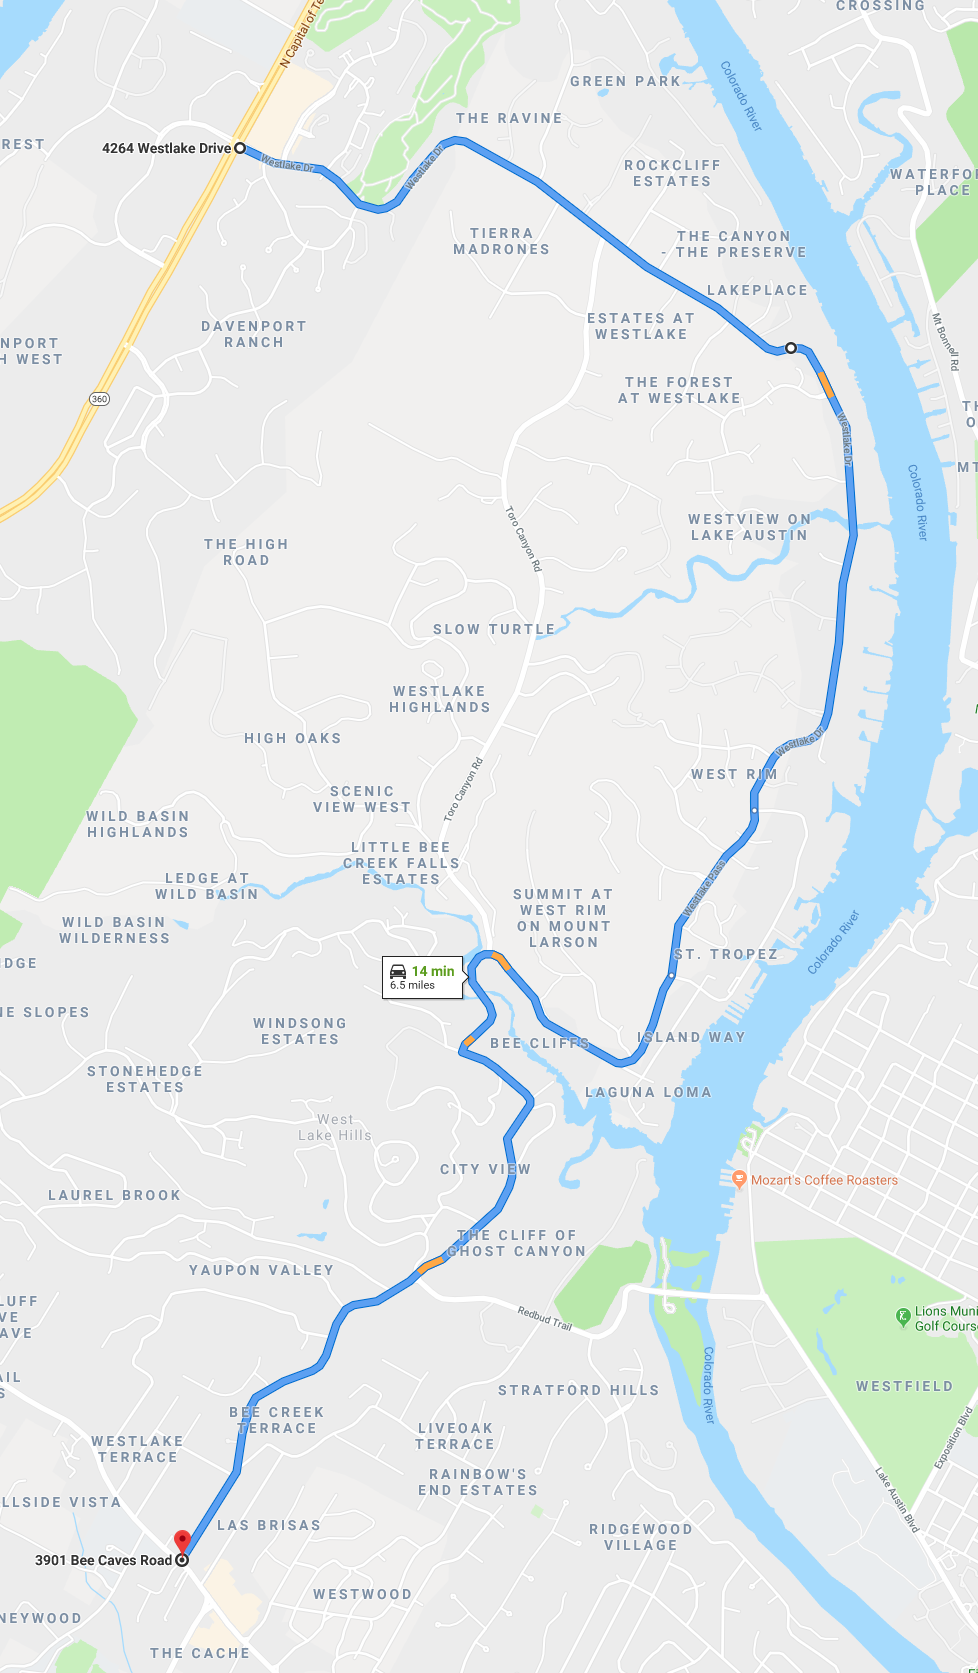 CROSSING
N Capital of Te
GREEN PARK
Colorado River
THE RAVINE
4264 Westlake Drive
Westlake Dr
Westlake Dr
REST
ROCKCLIFF
ESTATES
WATERFOR
PLACE
TIERRA
MADRONES
THE CANYON
- THE PRESERVE
LAKEPLACE
DAVENPORT
RANCH
ESTATES AT
WESTLAKE
Mt Bonnell Rd
NPORT
H WEST
360
THE FOREST
AT WESTLAKE
TH
O
Westlake Dr
MT
Colorado River
Toro Canyon Rd
WESTVIEW ON
LAKE AUSTIN
THE HIGH
ROAD
SLOW TURTLE
WESTLAKE
HIGHLANDS
HIGH OAKS
Westlake Dr
WEST RIM
Toro Canyon Rd
SCENIC
VIEW WEST
WILD BASIN
HIGHLANDS
LITTLE BEE
CREEK FALLS
ESTATES
LEDGE AT
WILD BASIN
Westlake Pass
SUMMIT AT
WEST RIM
ON MOUNT
LARSON
WILD BASIN
WILDERNESS
Colorado River
ST. TROPEZ
DGE
14 min
6.5 miles
NE SLOPES
WINDSONG
ESTATES
BEE CLIFFS
ISLAND WAY
STONEHEDGE
ESTATES
LAGUNA LOMA
West
Lake Hills
CITY VIEW
Mozart's Coffee Roasters
LAUREL BROOK
THE CLIFF OF
GHOST CANYON
YAUPON VALLEY
LUFF
VE
AVE
Redbud Trail
Lions Muni
Golf Cours
Colorado River
AIL
S
STRATFORD HILLS
WESTFIELD
BEE CREEK
TERRACE
LIVEOAK
TERRACE
WESTLAKE
TERRACE
Exposition Blvd
RAINBOW'S
END ESTATES
Lake Austin Blvd
LLSIDE VISTA
LAS BRISAS
RIDGEWOOD
VILLAGE
3901 Bee Caves Road
WESTWOOD
NEYWOOD
THE CACHE